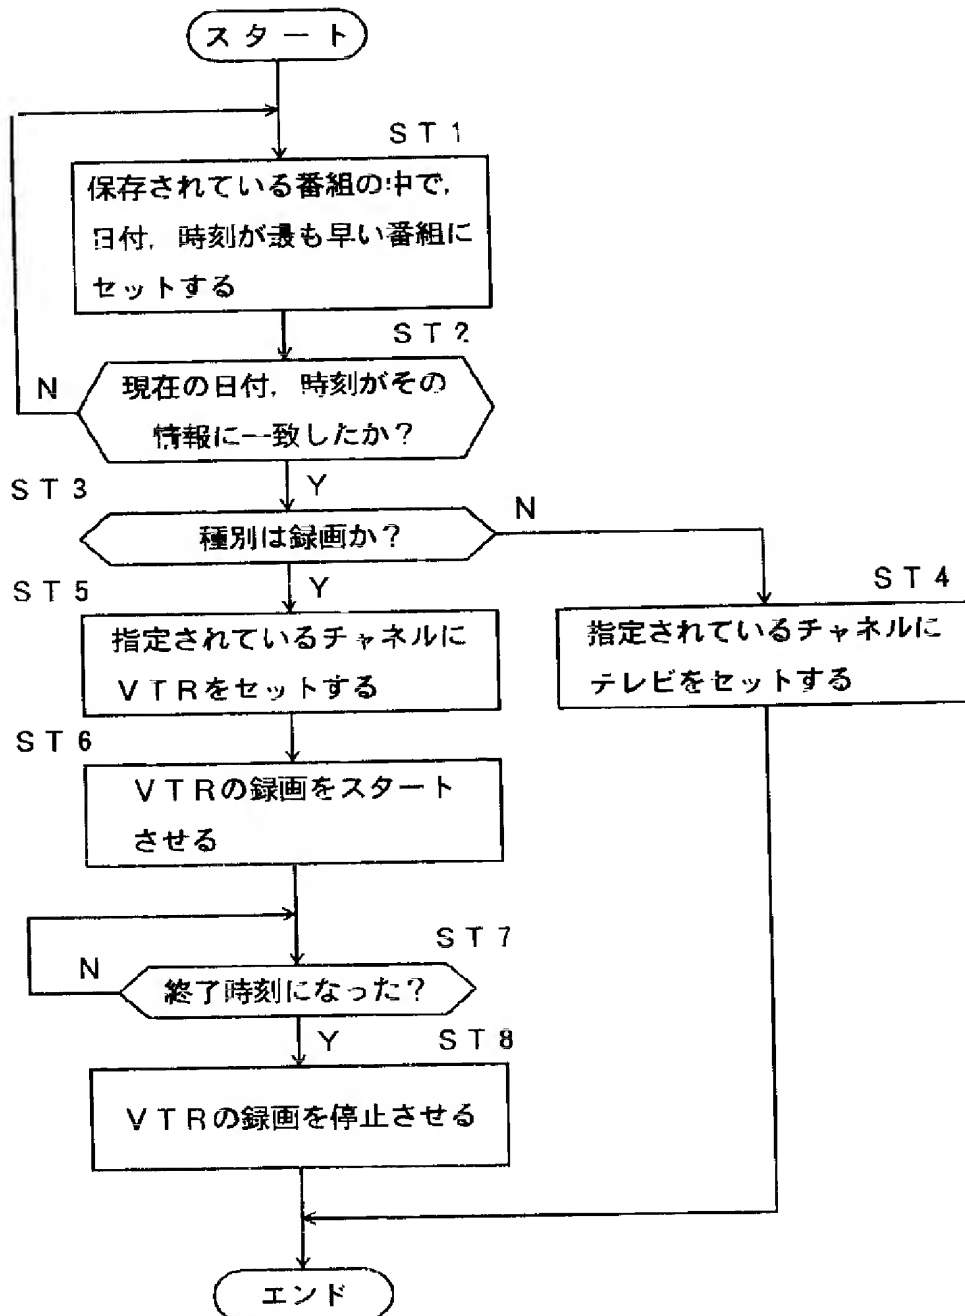 スタート
ST1
保存されている番組の中で,
日付, 時刻が最も早い番組に
セットする
ST2
N
現在の日付, 時刻がその
情報に一致したか?
Y
ST3
種別は録画か?
N
Y
ST5
指定されているチャネルに
VTRをセットする
ST4
指定されているチャネルに
テレビをセットする
ST6
VTRの録画をスタート
させる
ST7
N
終了時刻になった?
Y
ST8
VTRの録画を停止させる
エンド